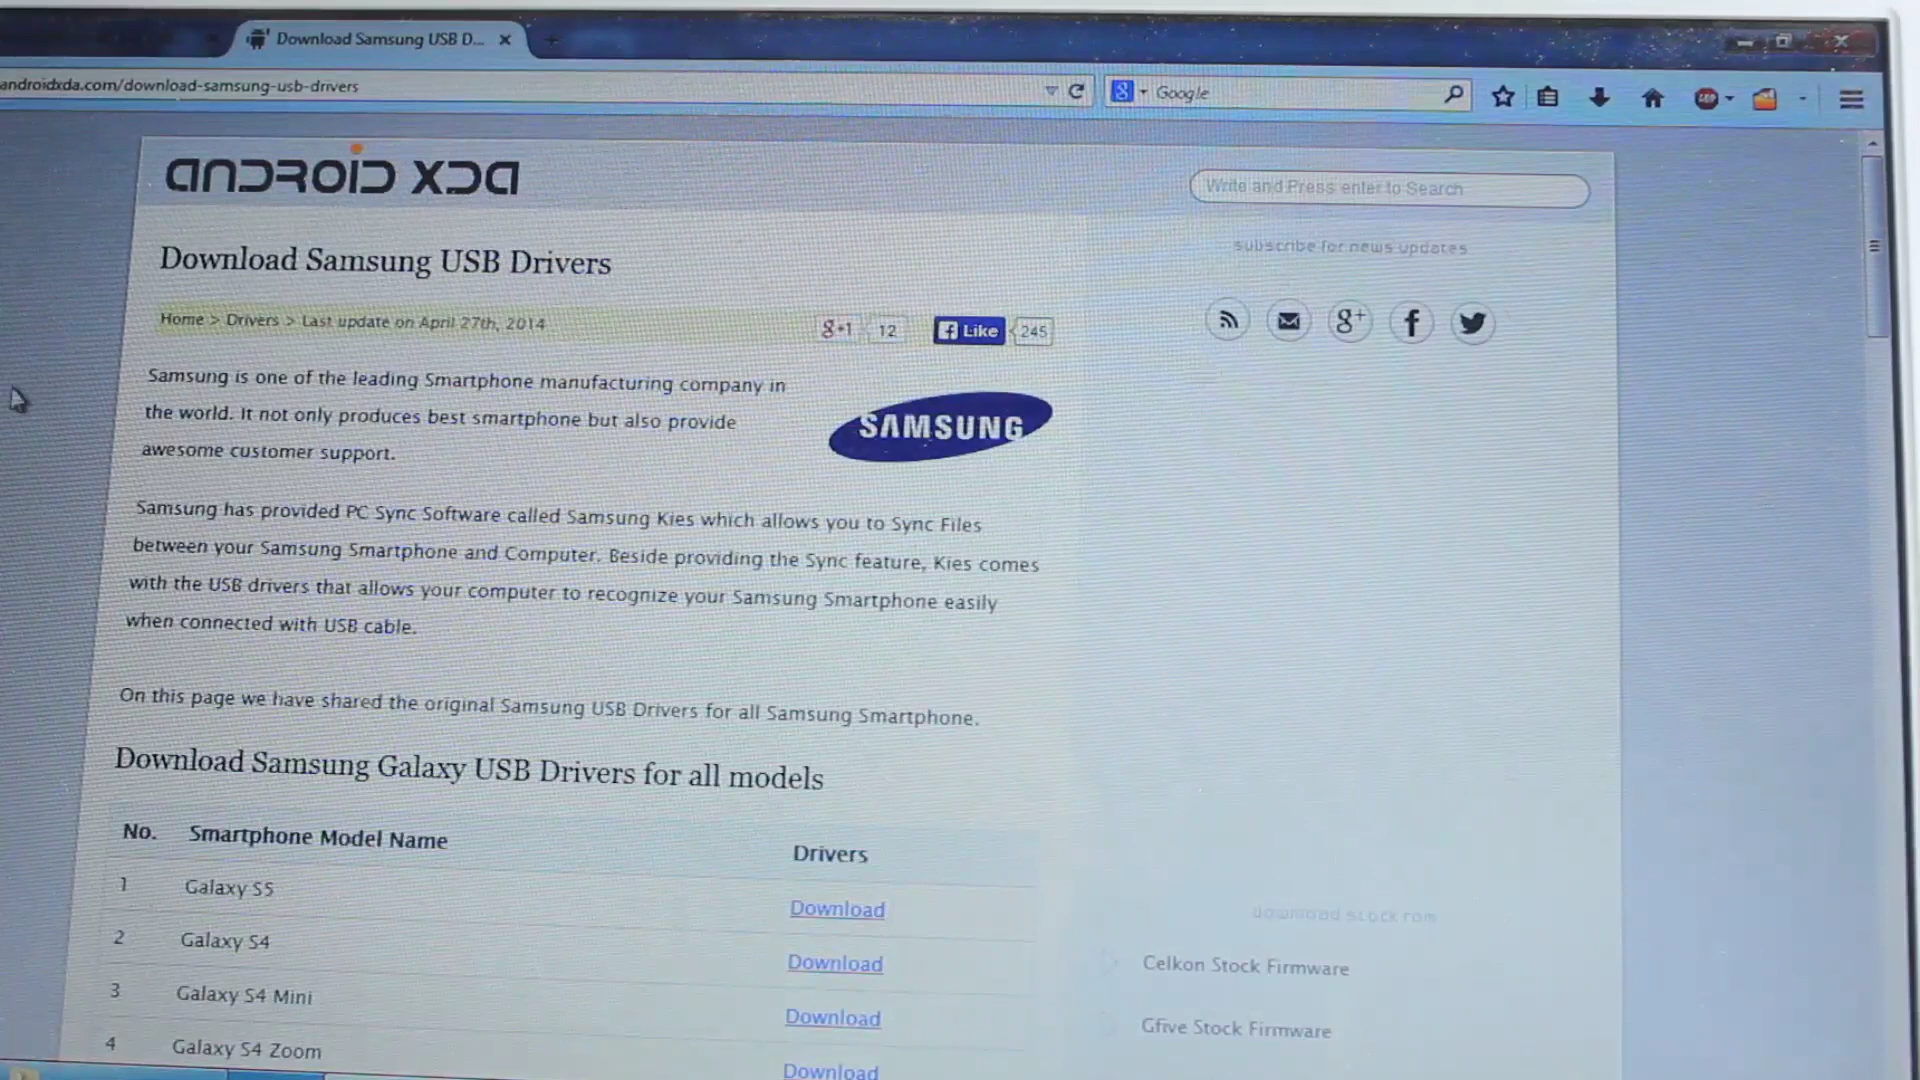 Download Samsung USB D...
androidxda.com/download-samsung-usb-drivers
Google
ANDROID XDA
Write and Press enter to Search
Download Samsung USB Drivers
subscribe for news updates
Home > Drivers > Last update on April 27th, 2014
g+1 12
Like 245
g+
Samsung is one of the leading Smartphone manufacturing company in
the world. It not only produces best smartphone but also provide
awesome customer support.
SAMSUNG
Samsung has provided PC Sync Software called Samsung Kies which allows you to Sync Files
between your Samsung Smartphone and Computer. Beside providing the Sync feature, Kies comes
with the USB drivers that allows your computer to recognize your Samsung Smartphone easily
when connected with USB cable.
On this page we have shared the original Samsung USB Drivers for all Samsung Smartphone.
Download Samsung Galaxy USB Drivers for all models
No. Smartphone Model Name Drivers
1 Galaxy S5 Download
2 Galaxy S4 Download
3 Galaxy S4 Mini Download
4 Galaxy S4 Zoom Download
download stock rom
Celkon Stock Firmware
Gfive Stock Firmware